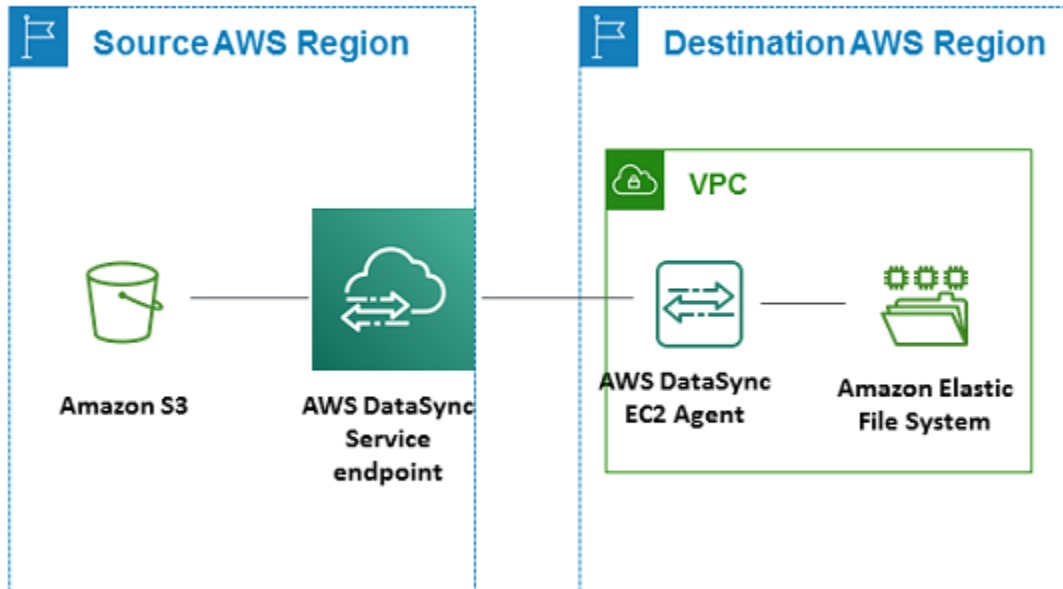 Source AWS Region
Destination AWS Region
VPC
Amazon S3
AWS DataSync
Service
endpoint
AWS DataSync
EC2 Agent
Amazon Elastic
File System